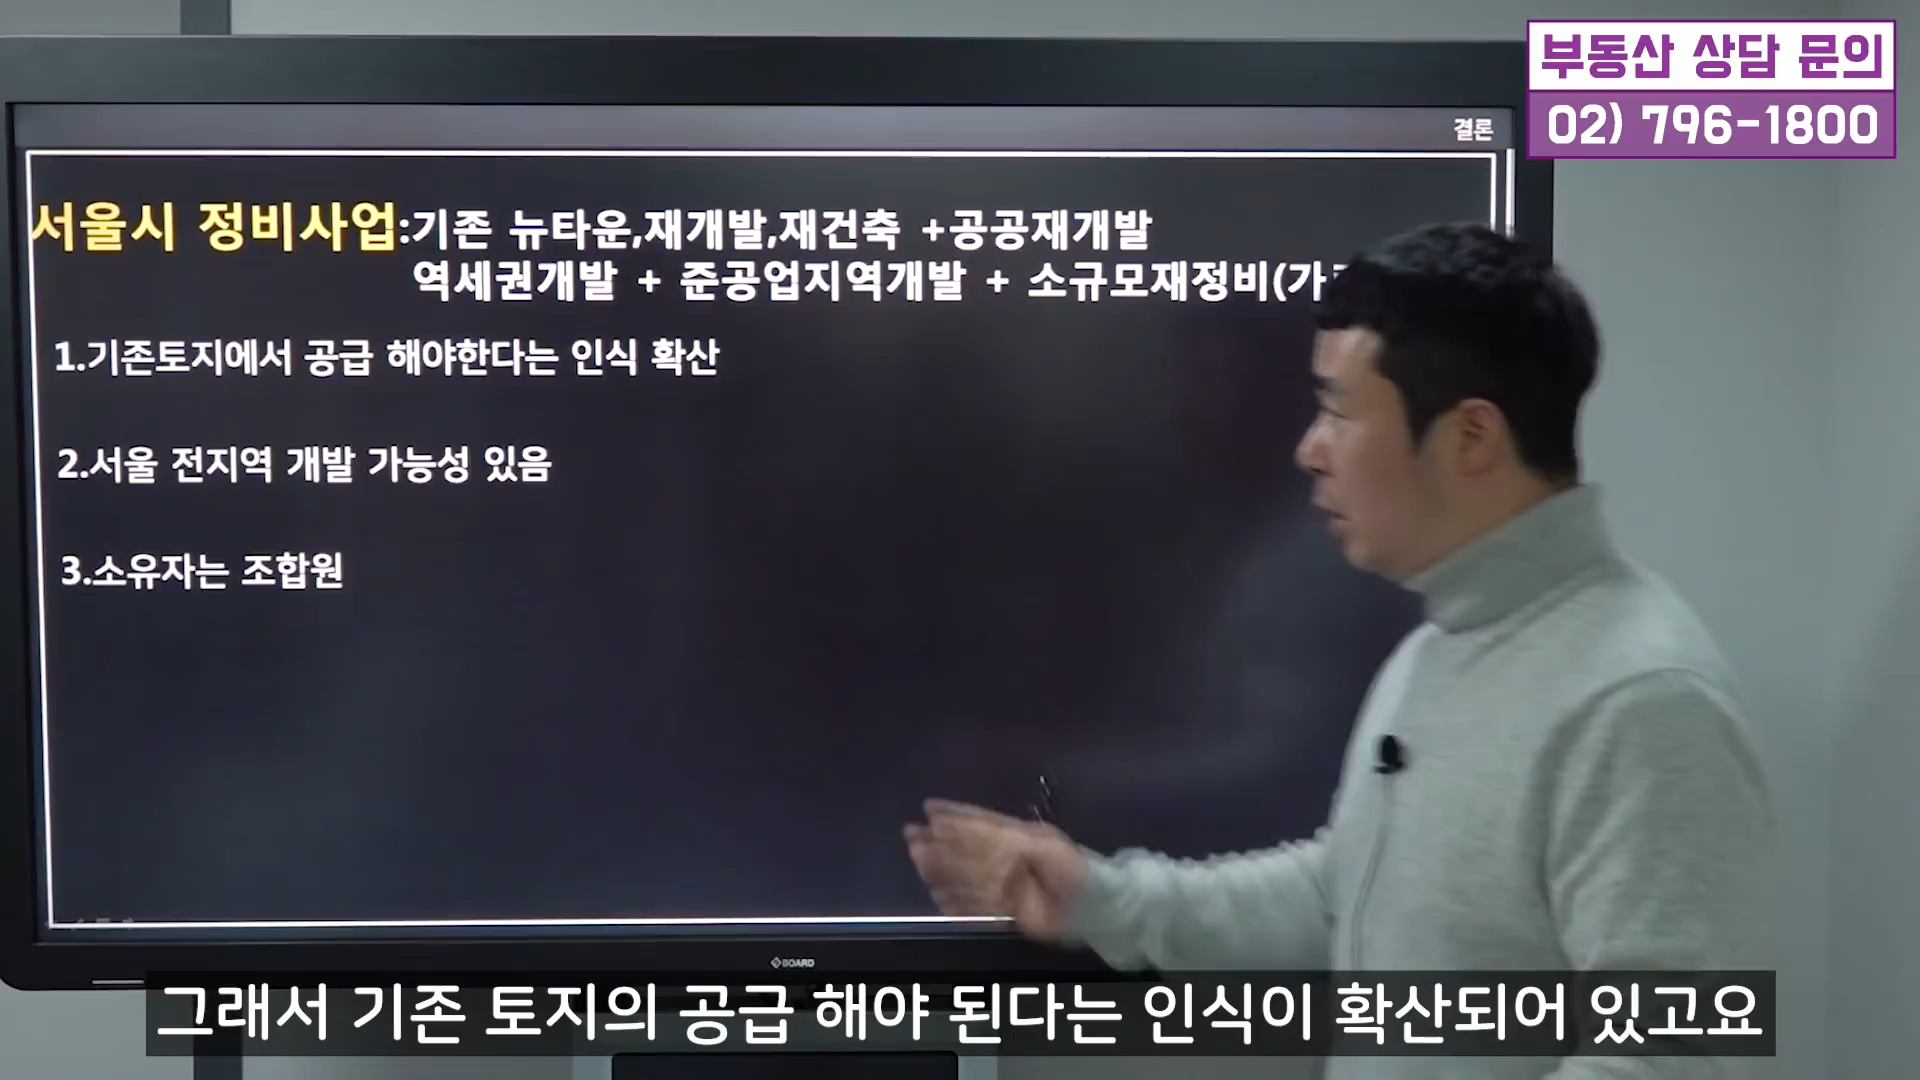 부동산 상담 문의
02) 796-1800
결론
서울시 정비사업:기존 뉴타운,재개발,재건축 +공공재개발
역세권개발 + 준공업지역개발 + 소규모재정비(가
1.기존토지에서 공급 해야한다는 인식 확산
2.서울 전지역 개발 가능성 있음
3.소유자는 조합원
BOARD
그래서 기존 토지의 공급 해야 된다는 인식이 확산되어 있고요